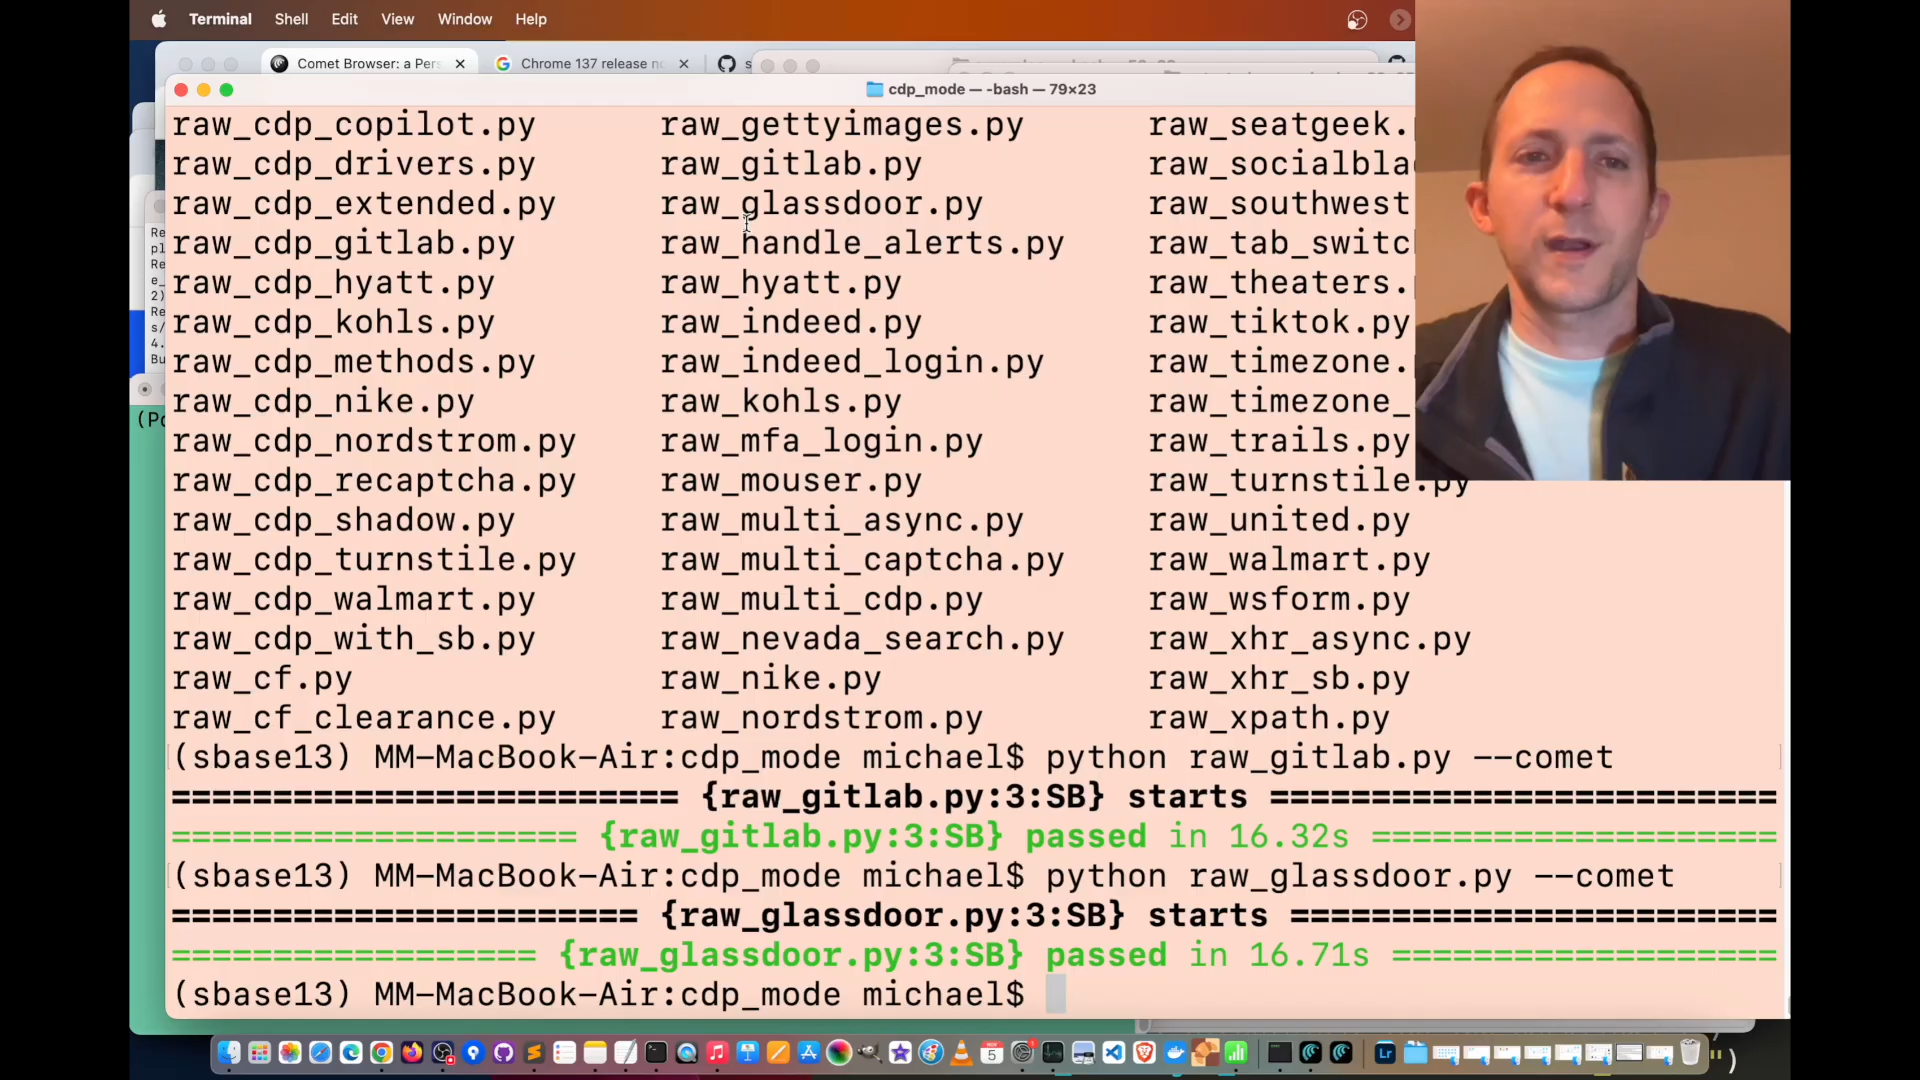 Terminal Shell Edit View Window Help
Comet Browser: a Pers
Chrome 137 release no
cdp_mode — -bash — 79×23
raw_cdp_copilot.py raw_gettyimages.py raw_seatgeek.
raw_cdp_drivers.py raw_gitlab.py raw_socialbla
raw_cdp_extended.py raw_glassdoor.py raw_southwest
raw_cdp_gitlab.py raw_handle_alerts.py raw_tab_switc
raw_cdp_hyatt.py raw_hyatt.py raw_theaters.
raw_cdp_kohls.py raw_indeed.py raw_tiktok.py
raw_cdp_methods.py raw_indeed_login.py raw_timezone.
raw_cdp_nike.py raw_kohls.py raw_timezone_
raw_cdp_nordstrom.py raw_mfa_login.py raw_trails.py
raw_cdp_recaptcha.py raw_mouser.py raw_turnstile.py
raw_cdp_shadow.py raw_multi_async.py raw_united.py
raw_cdp_turnstile.py raw_multi_captcha.py raw_walmart.py
raw_cdp_walmart.py raw_multi_cdp.py raw_wsform.py
raw_cdp_with_sb.py raw_nevada_search.py raw_xhr_async.py
raw_cf.py raw_nike.py raw_xhr_sb.py
raw_cf_clearance.py raw_nordstrom.py raw_xpath.py
(sbase13) MM-MacBook-Air:cdp_mode michael$ python raw_gitlab.py --comet
========================= {raw_gitlab.py:3:SB} starts =========================
==================== {raw_gitlab.py:3:SB} passed in 16.32s ====================
(sbase13) MM-MacBook-Air:cdp_mode michael$ python raw_glassdoor.py --comet
======================= {raw_glassdoor.py:3:SB} starts ========================
================== {raw_glassdoor.py:3:SB} passed in 16.71s ===================
(sbase13) MM-MacBook-Air:cdp_mode michael$